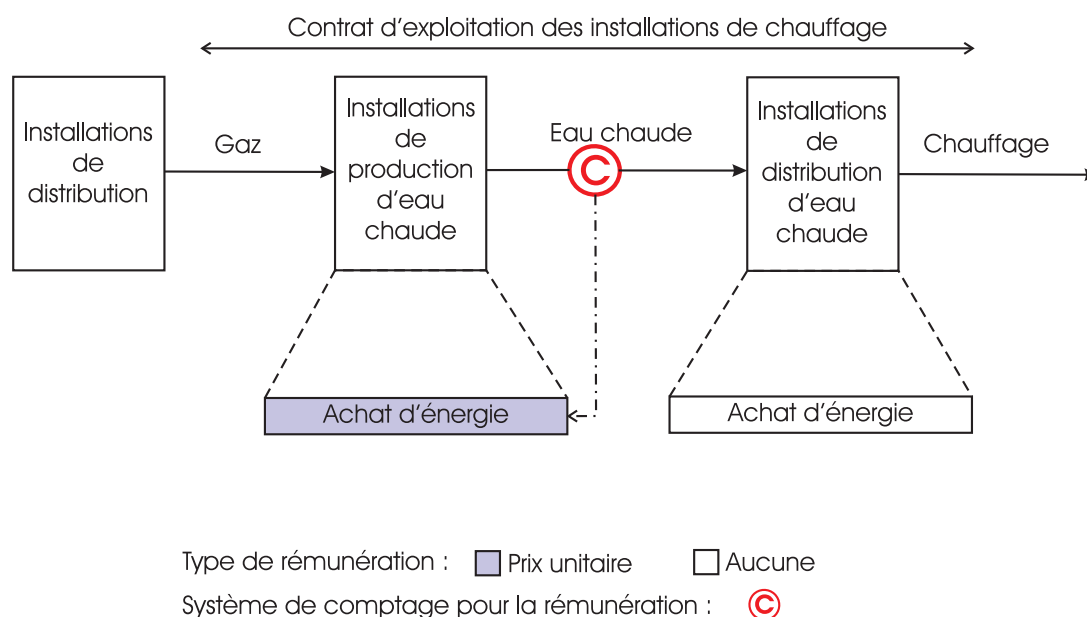 Contrat d'exploitation des installations de chauffage
Installations
de
distribution
Gaz
Installations
de
production
d'eau
chaude
Eau chaude
C
Installations
de
distribution
d'eau
chaude
Chauffage
Achat d'énergie
Achat d'énergie
Type de rémunération : Prix unitaire Aucune
Système de comptage pour la rémunération : C